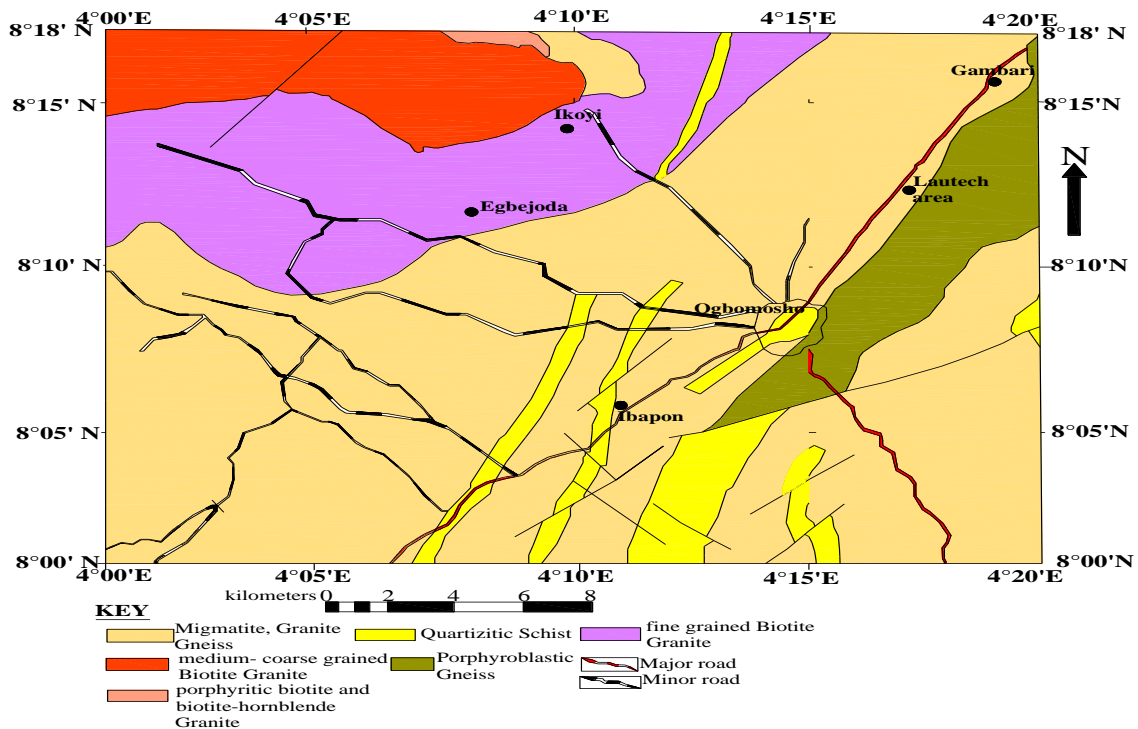 4°00'E 4°05'E 4°10'E 4°15'E 4°20'E
8°18' N 8°18' N
Gambari
8°15' N 8°15' N
Ikoyi
N
Lautech
area
Egbejoda
8°10' N 8°10' N
Ogbomosho
Ibapon
8°05' N 8°05' N
8°00' N 8°00'N
4°00'E 4°05'E 4°10'E 4°15'E 4°20'E
kilometers 0 2 4 6 8
KEY
Migmatite, Granite
Gneiss
Quartizitic Schist
fine grained Biotite
Granite
medium- coarse grained
Biotite Granite
Porphyroblastic
Gneiss
Major road
Minor road
porphyritic biotite and
biotite-hornblende
Granite